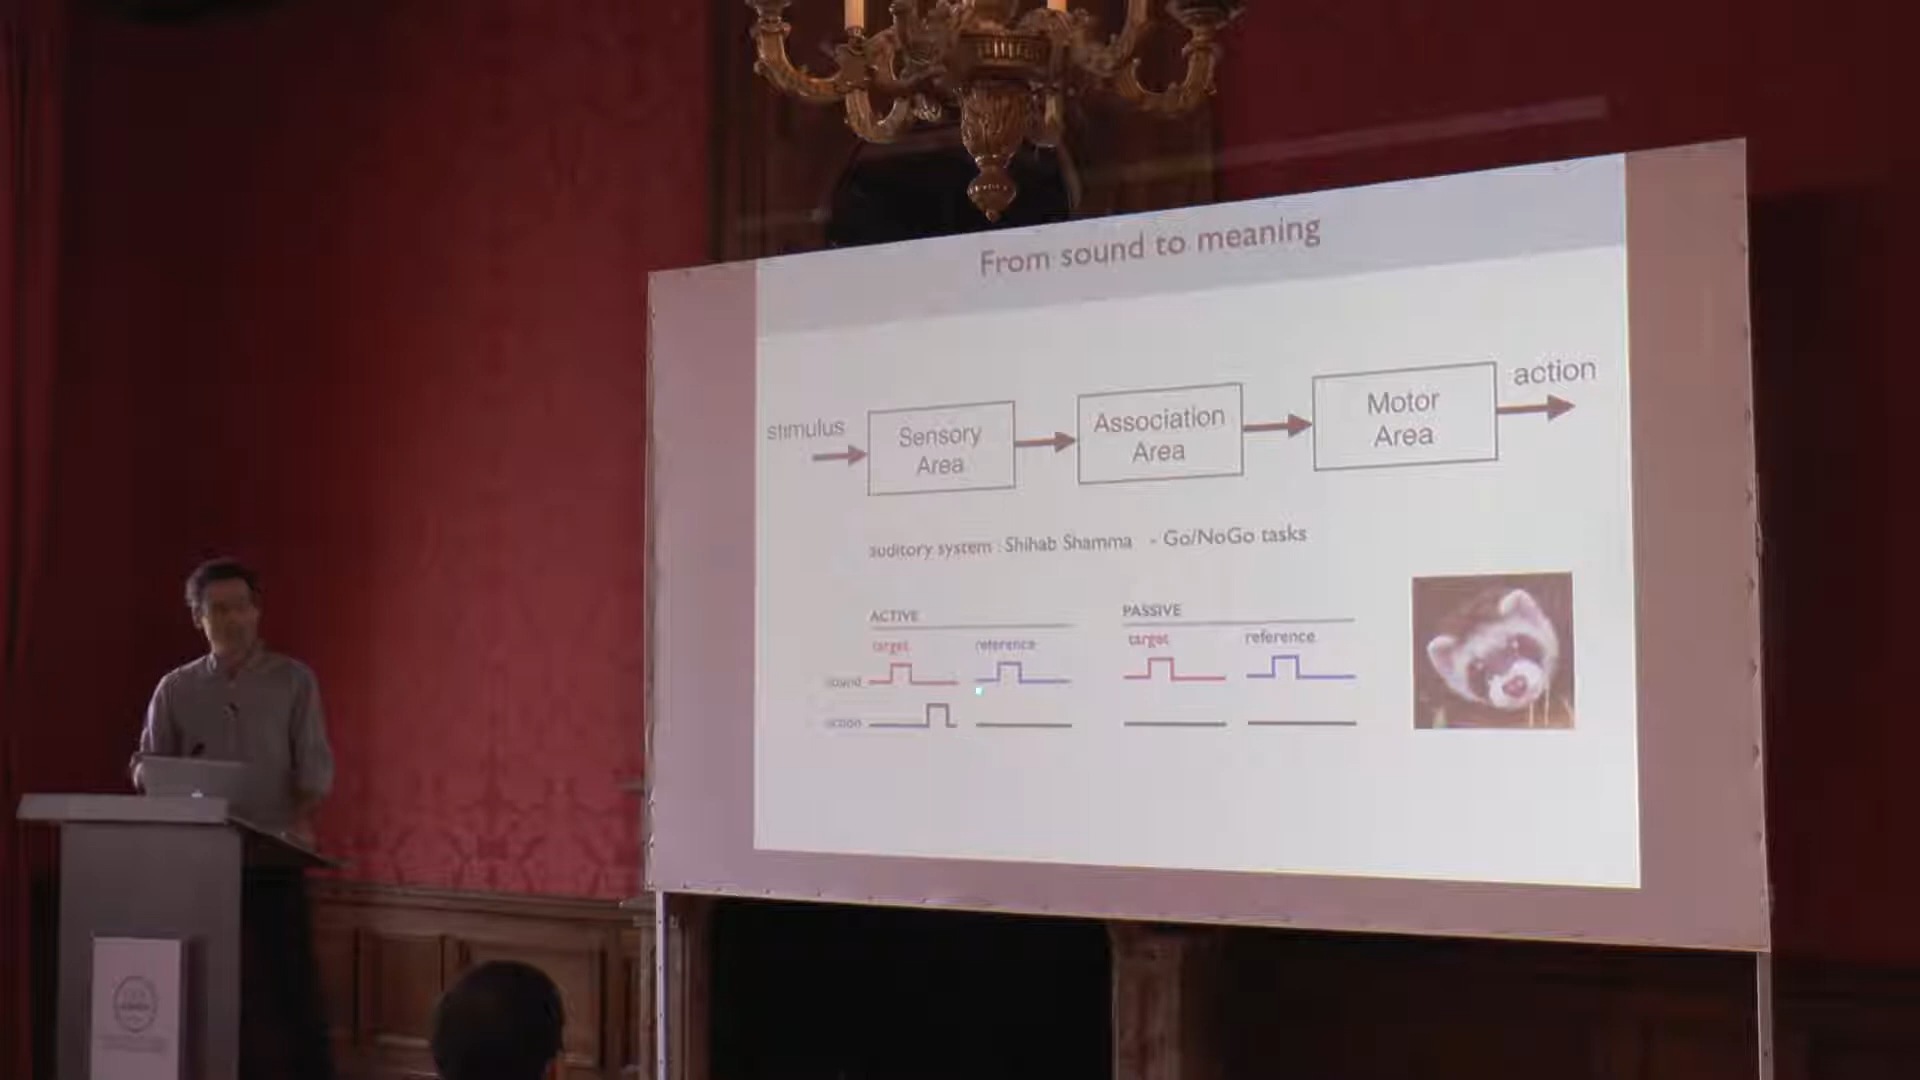 From sound to meaning
stimulus
Sensory
Area
Association
Area
Motor
Area
action
auditory system : Shihab Shamma - Go/NoGo tasks
ACTIVE
PASSIVE
target
reference
target
reference
sound
action